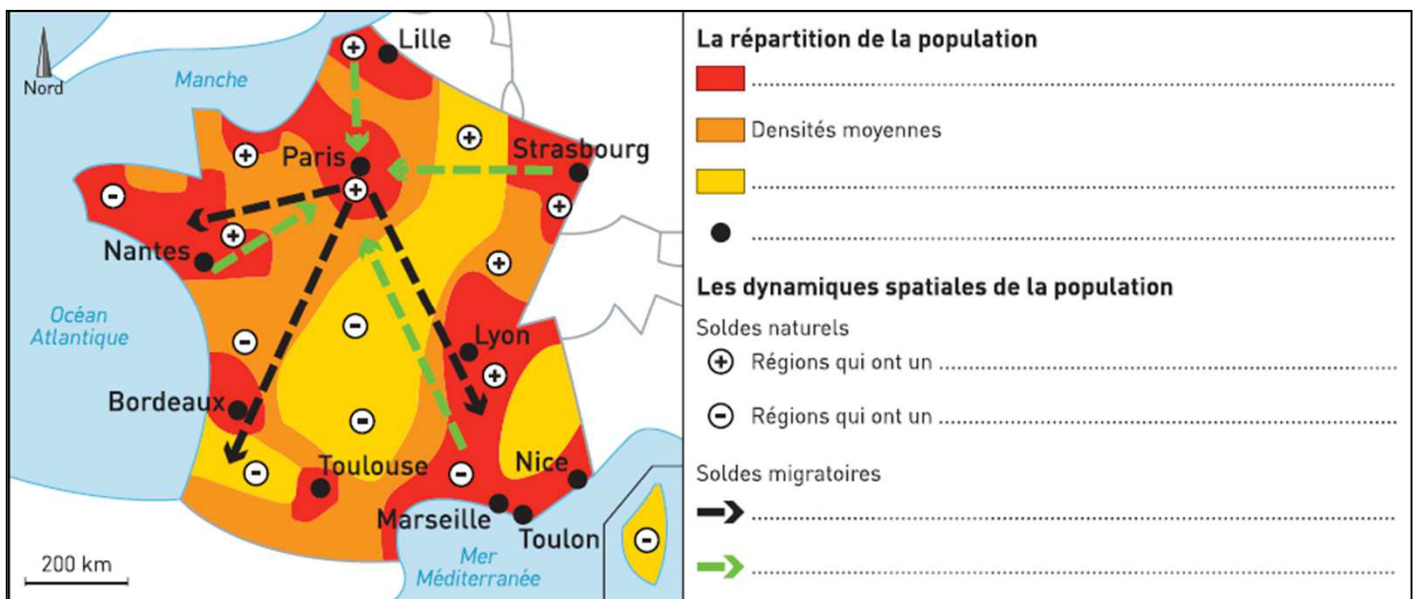 Lille
Nord
Manche
Paris
Strasbourg
Nantes
Océan
Atlantique
Lyon
Bordeaux
Toulouse
Nice
Marseille
Toulon
Mer
Méditerranée
200 km
La répartition de la population
Densités moyennes
Les dynamiques spatiales de la population
Soldes naturels
+ Régions qui ont un
- Régions qui ont un
Soldes migratoires